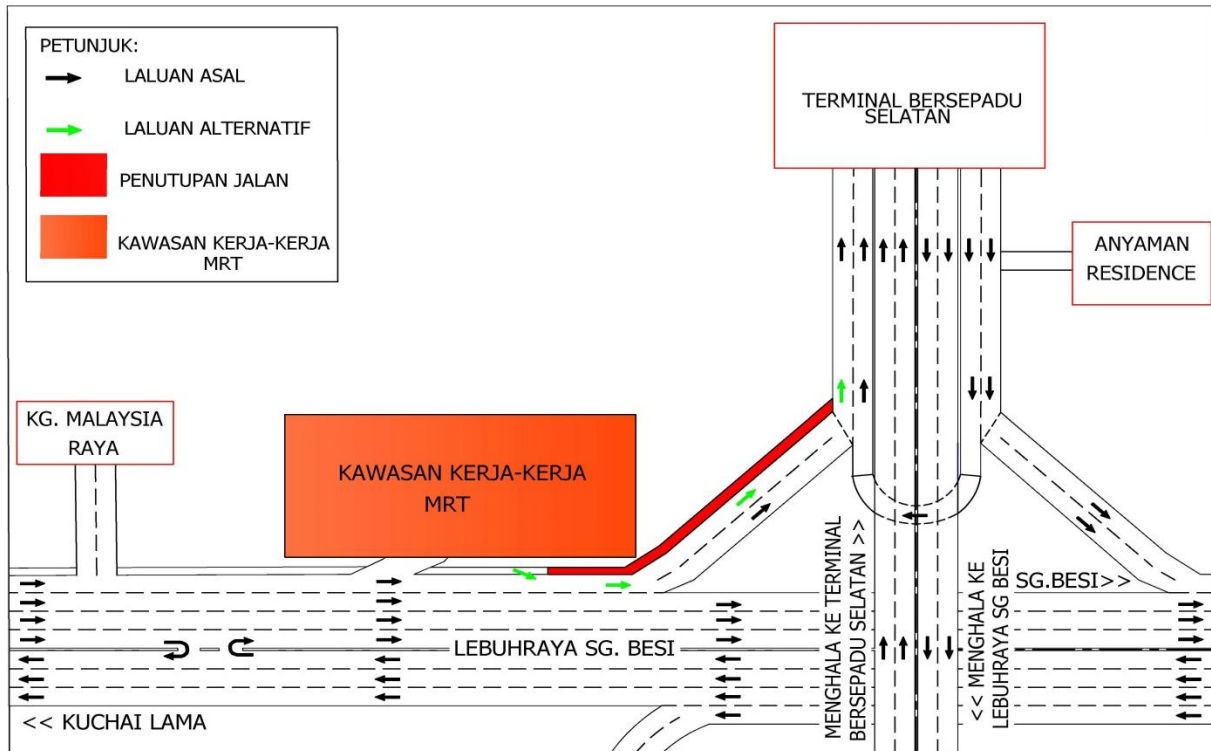 PETUNJUK:
LALUAN ASAL
LALUAN ALTERNATIF
PENUTUPAN JALAN
KAWASAN KERJA-KERJA
MRT
TERMINAL BERSEPADU
SELATAN
ANYAMAN
RESIDENCE
KG. MALAYSIA
RAYA
KAWASAN KERJA-KERJA
MRT
LEBUHRAYA SG. BESI
<< KUCHAI LAMA
MENGHALA KE TERMINAL
BERSEPADU SELATAN >>
<< MENGHALA KE
LEBUHRAYA SG BESI
SG.BESI>>